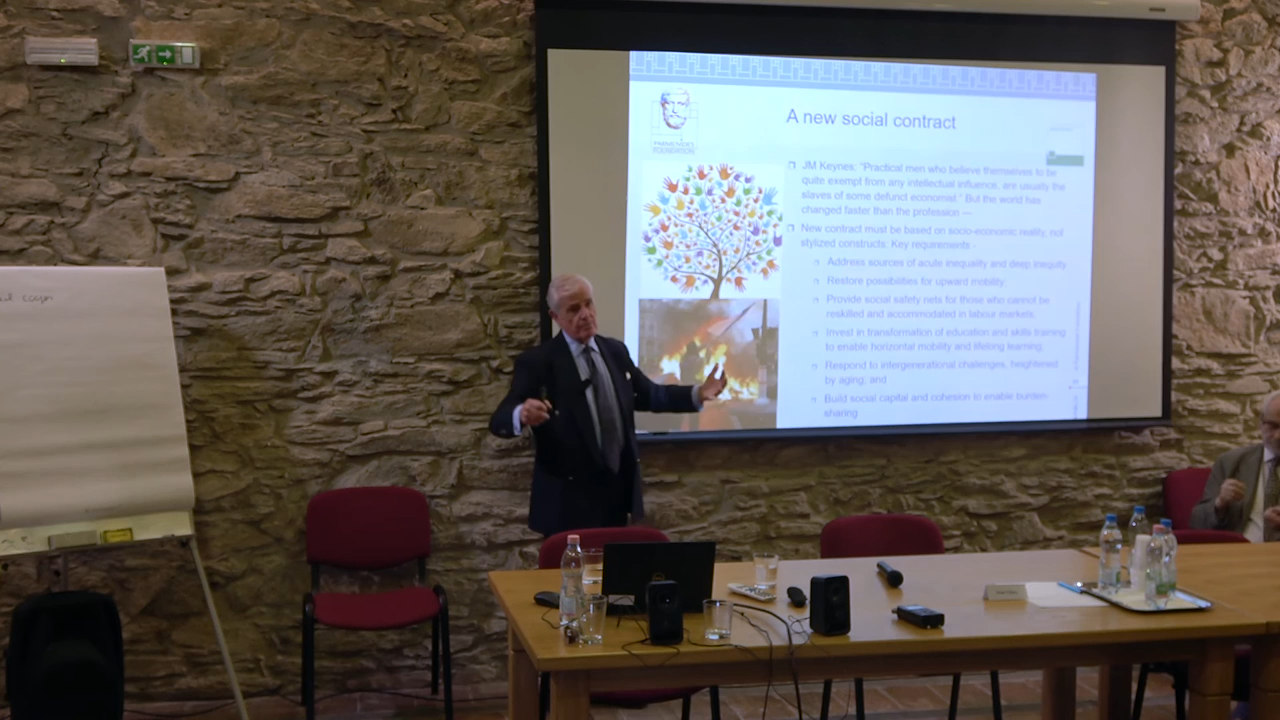 A new social contract
FOUNDATION
JM Keynes: "Practical men who believe themselves to be
quite exempt from any intellectual influence, are usually the
slaves of some defunct economist." But the world has
changed faster than the profession —
New contract must be based on socio-economic reality, not
stylized constructs: Key requirements -
Address sources of acute inequality and deep inequity
Restore possibilities for upward mobility;
Provide social safety nets for those who cannot be
reskilled and accommodated in labour markets,
Invest in transformation of education and skills training
to enable horizontal mobility and lifelong learning;
Respond to intergenerational challenges, heightened
by aging; and
Build social capital and cohesion to enable burden-
sharing